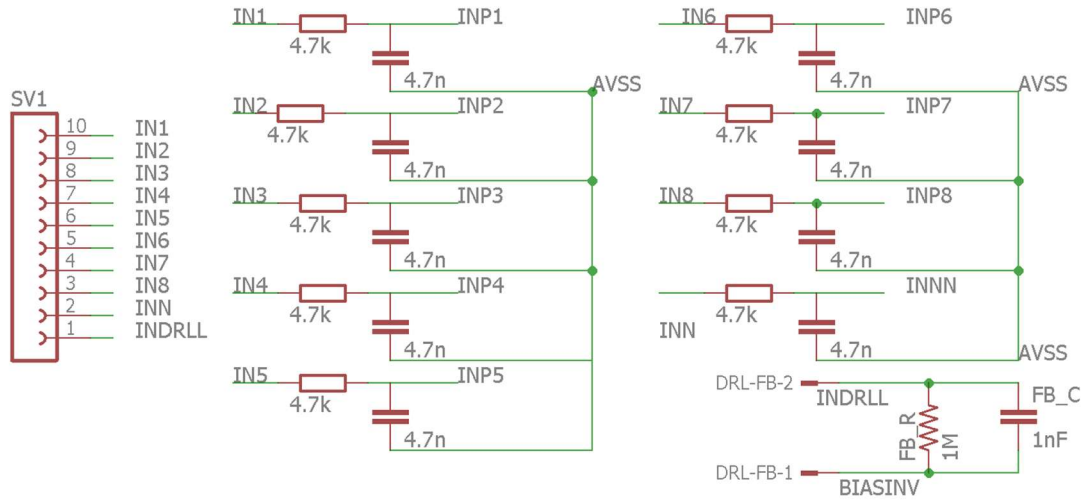 IN1
INP1
4.7k
4.7n
AVSS
IN2
INP2
4.7k
4.7n
IN3
INP3
4.7k
4.7n
IN4
INP4
4.7k
4.7n
IN5
INP5
4.7k
4.7n
SV1
10 IN1
9 IN2
8 IN3
7 IN4
6 IN5
5 IN6
4 IN7
3 IN8
2 INN
1 INDRLL
IN6
INP6
4.7k
4.7n
AVSS
IN7
INP7
4.7k
4.7n
IN8
INP8
4.7k
4.7n
INNN
4.7k
INN
4.7n
AVSS
DRL-FB-2
INDRLL
FB_R
1M
FB_C
1nF
DRL-FB-1
BIASINV